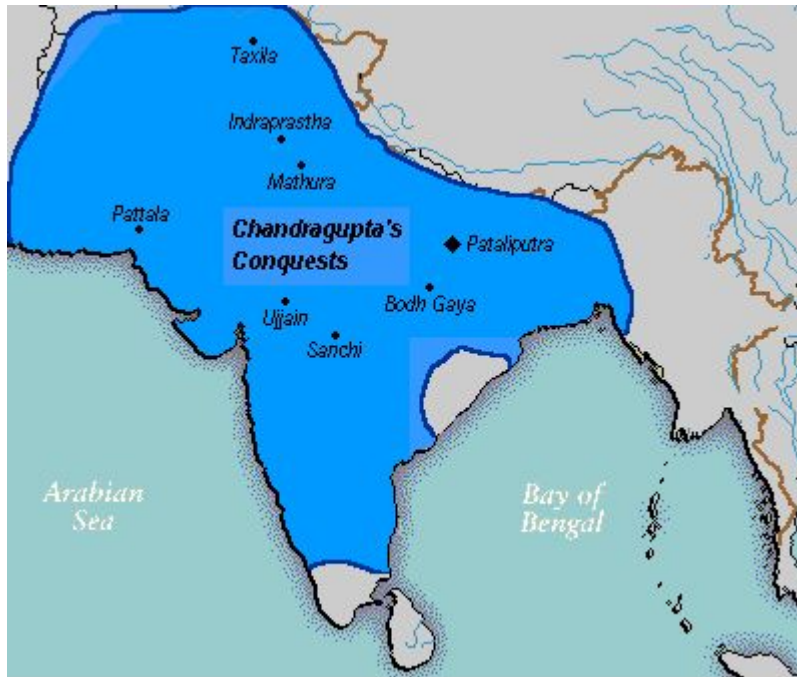 Taxila
Indraprastha
Mathura
Pattala
Chandragupta's
Conquests
Pataliputra
Bodh Gaya
Ujjain
Sanchi
Arabian
Sea
Bay of
Bengal